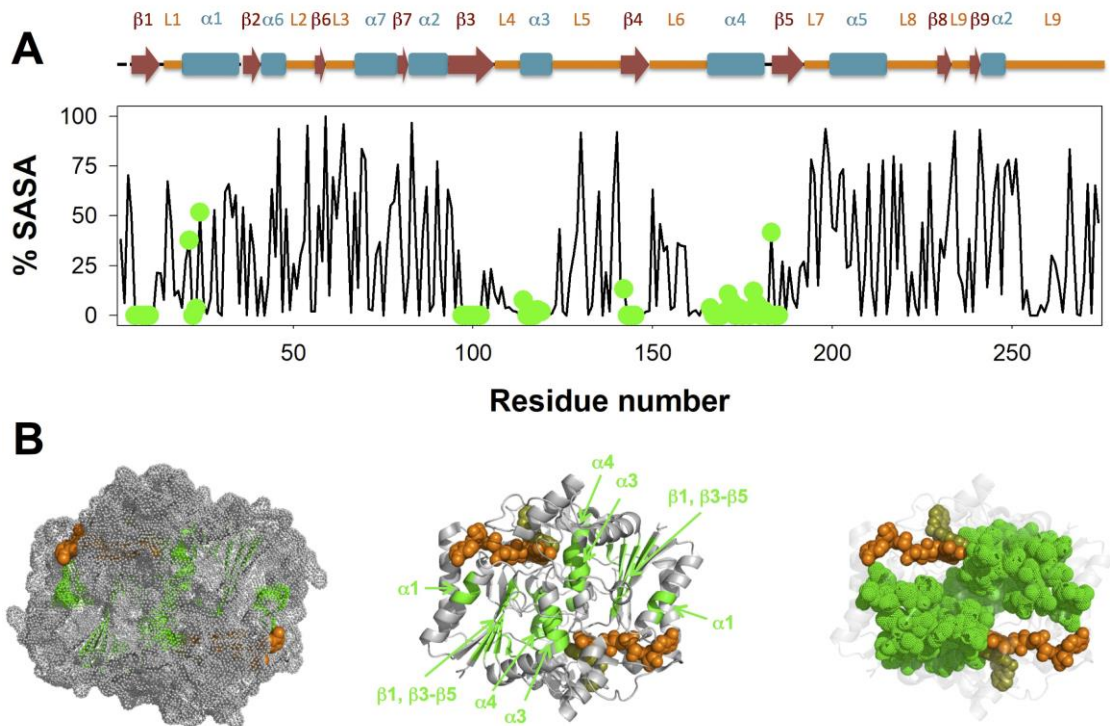 β1 L1 α1 β2 α6 L2 β6 L3 α7 β7 α2 β3 L4 α3 L5 β4 L6 α4 β5 L7 α5 L8 β8 L9 β9 α2 L9
A
100
75
50
25
0
% SASA
50 100 150 200 250
Residue number
B
α4
α3
β1, β3-β5
α1
α1
β1, β3-β5
α4
α3